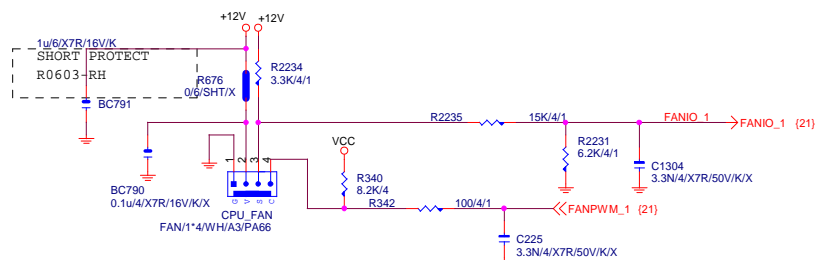 +12V +12V
1u/6/X7R/16V/K
SHORT PROTECT
R0603-RH
R676
0/6/SHT/X
R2234
3.3K/4/1
BC791
R2235 15K/4/1
FANIO_1
FANIO_1 {21}
VCC
R2231
6.2K/4/1
1 2 3 4
C1304
3.3N/4/X7R/50V/K/X
R340
8.2K/4
BC790
0.1u/4/X7R/16V/K/X
G V S C
CPU_FAN
FAN/1*4/WH/A3/PA66
R342 100/4/1
FANPWM_1 {21}
C225
3.3N/4/X7R/50V/K/X